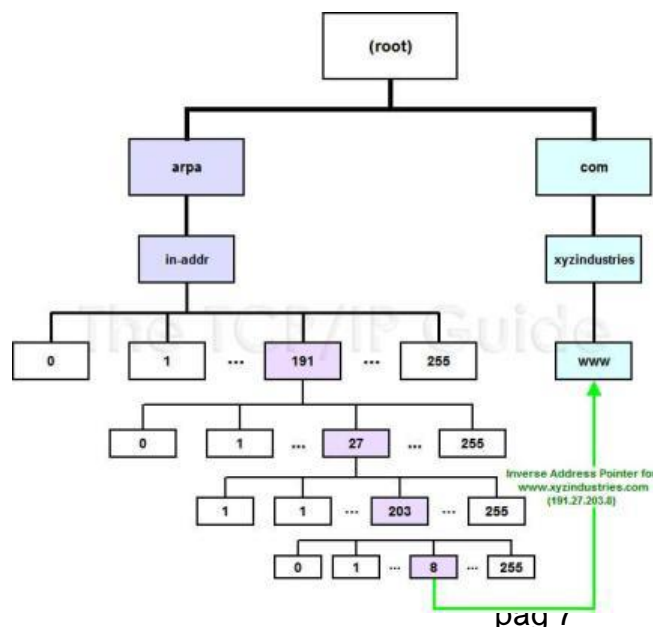 (root)
arpa com
in-addr xyzindustries
The TCP/IP Guide
0 1 ... 191 ... 255 www
0 1 ... 27 ... 255
Inverse Address Pointer for
www.xyzindustries.com
(191.27.203.8)
1 1 ... 203 ... 255
0 1 ... 8 ... 255
pag 7